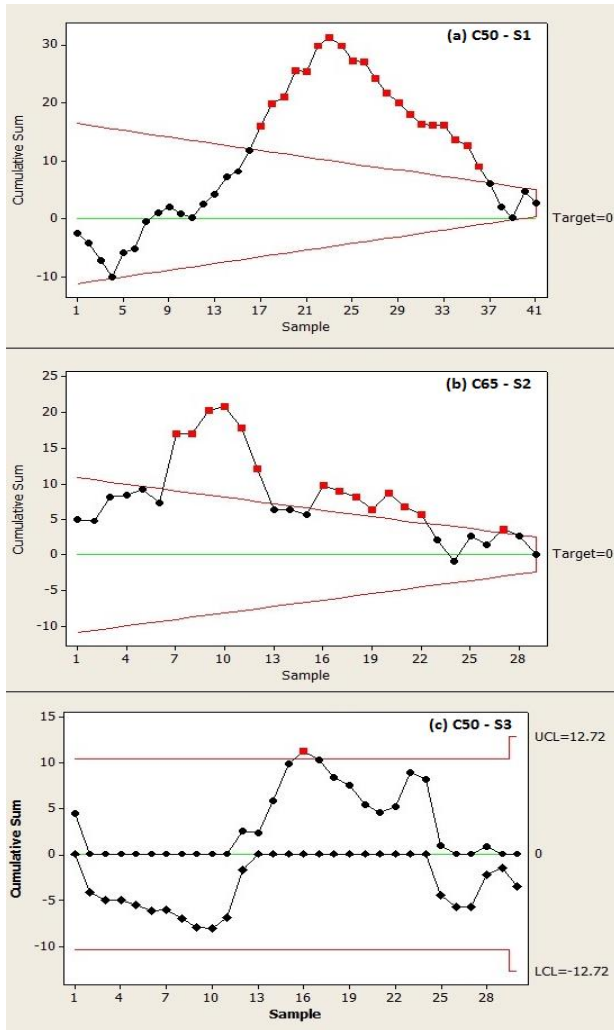 (a) C50 - S1
30
20
10
0
-10
Cumulative Sum
Target=0
1 5 9 13 17 21 25 29 33 37 41
Sample
(b) C65 - S2
25
20
15
10
5
0
-5
-10
Cumulative Sum
Target=0
1 4 7 10 13 16 19 22 25 28
Sample
(c) C50 - S3
15
10
5
0
-5
-10
Cumulative Sum
UCL=12.72
0
LCL=-12.72
1 4 7 10 13 16 19 22 25 28
Sample